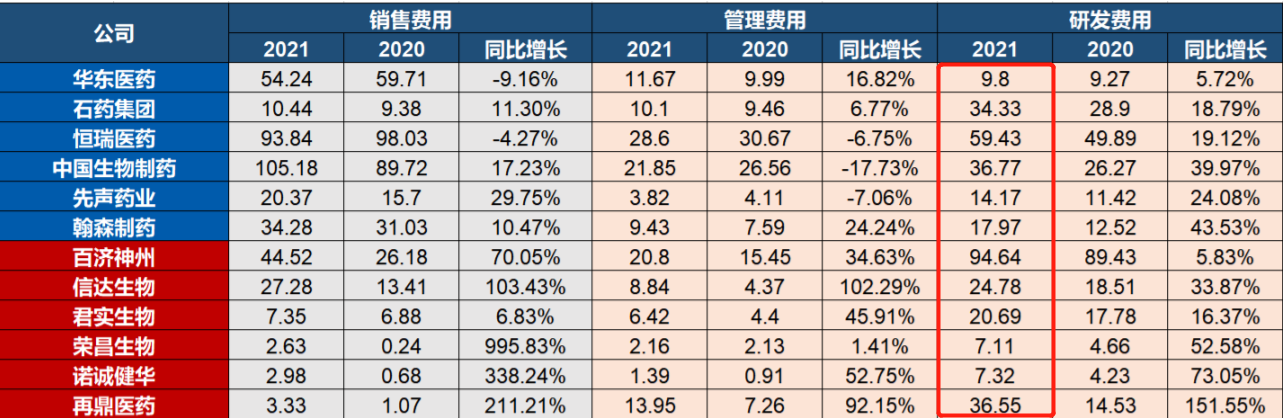 公司 销售费用 管理费用 研发费用
2021 2020 同比增长 2021 2020 同比增长 2021 2020 同比增长
华东医药 54.24 59.71 -9.16% 11.67 9.99 16.82% 9.8 9.27 5.72%
石药集团 10.44 9.38 11.30% 10.1 9.46 6.77% 34.33 28.9 18.79%
恒瑞医药 93.84 98.03 -4.27% 28.6 30.67 -6.75% 59.43 49.89 19.12%
中国生物制药 105.18 89.72 17.23% 21.85 26.56 -17.73% 36.77 26.27 39.97%
先声药业 20.37 15.7 29.75% 3.82 4.11 -7.06% 14.17 11.42 24.08%
翰森制药 34.28 31.03 10.47% 9.43 7.59 24.24% 17.97 12.52 43.53%
百济神州 44.52 26.18 70.05% 20.8 15.45 34.63% 94.64 89.43 5.83%
信达生物 27.28 13.41 103.43% 8.84 4.37 102.29% 24.78 18.51 33.87%
君实生物 7.35 6.88 6.83% 6.42 4.4 45.91% 20.69 17.78 16.37%
荣昌生物 2.63 0.24 995.83% 2.16 2.13 1.41% 7.11 4.66 52.58%
诺诚健华 2.98 0.68 338.24% 1.39 0.91 52.75% 7.32 4.23 73.05%
再鼎医药 3.33 1.07 211.21% 13.95 7.26 92.15% 36.55 14.53 151.55%